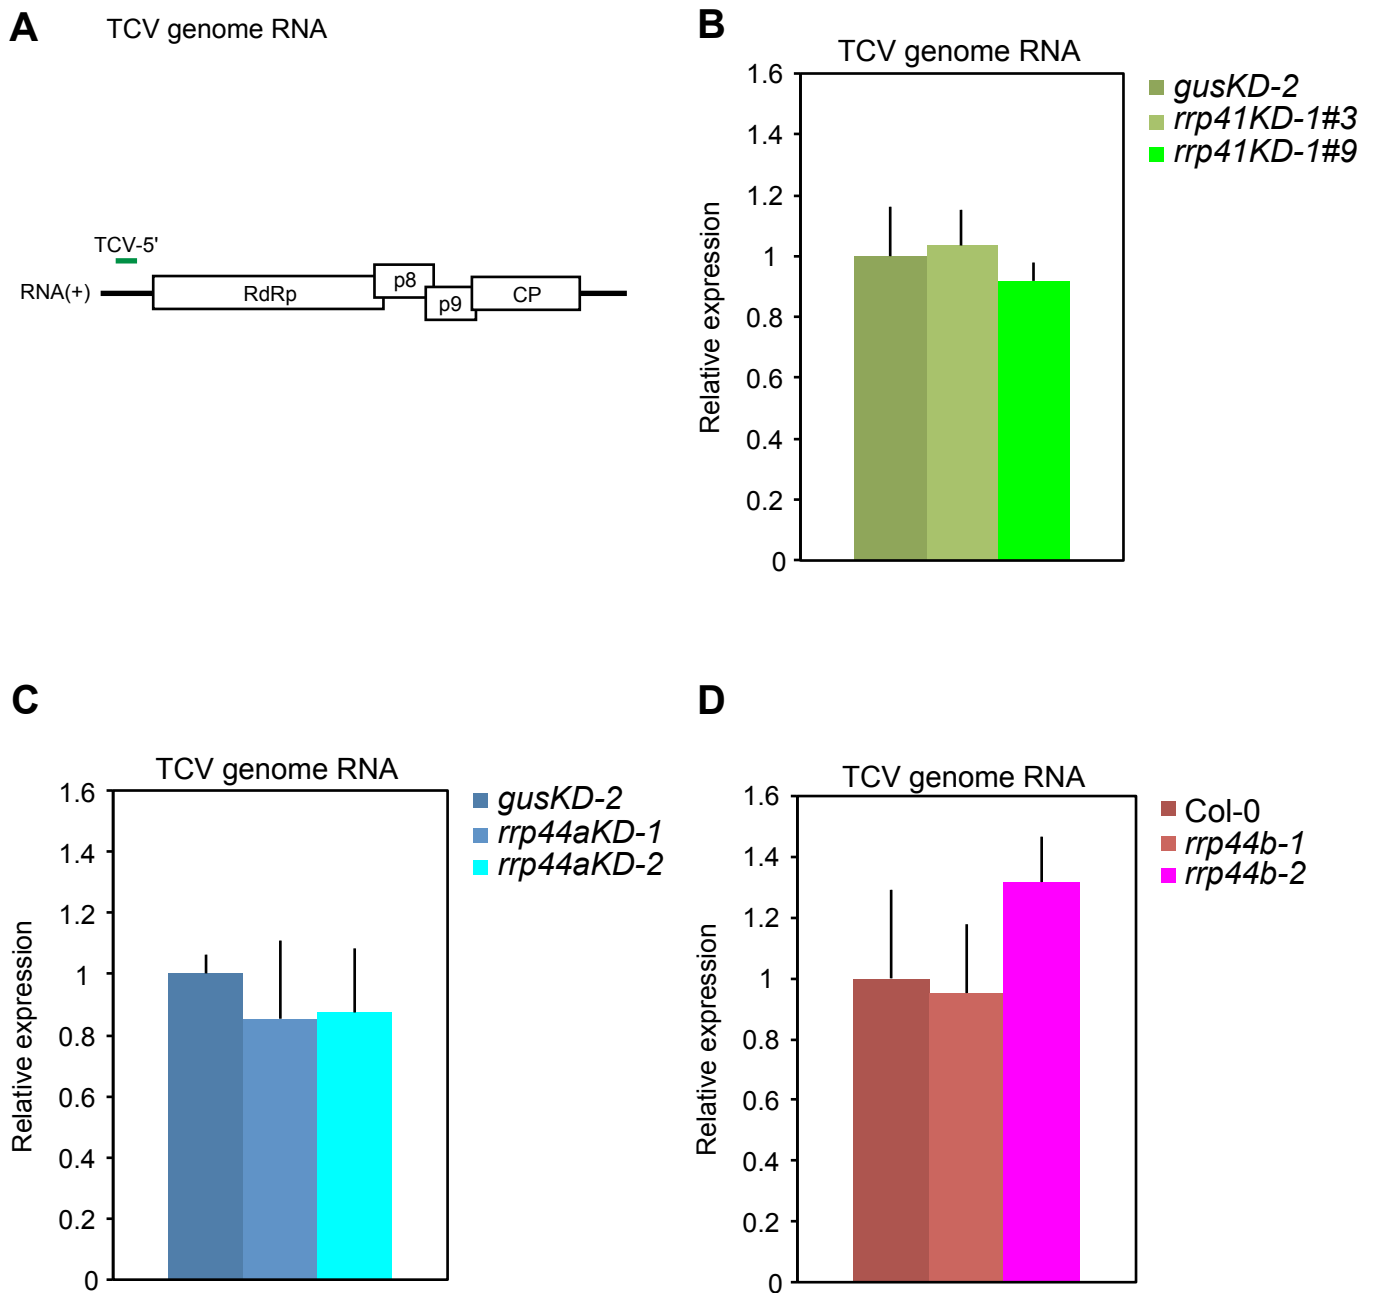 A
TCV genome RNA
TCV-5'
RNA(+)
RdRp
p8
p9
CP
B
TCV genome RNA
1.6
1.4
1.2
1
0.8
0.6
0.4
0.2
0
Relative expression
gusKD-2
rrp41KD-1#3
rrp41KD-1#9
C
TCV genome RNA
1.6
1.4
1.2
1
0.8
0.6
0.4
0.2
0
Relative expression
gusKD-2
rrp44aKD-1
rrp44aKD-2
D
TCV genome RNA
1.6
1.4
1.2
1
0.8
0.6
0.4
0.2
0
Relative expression
Col-0
rrp44b-1
rrp44b-2